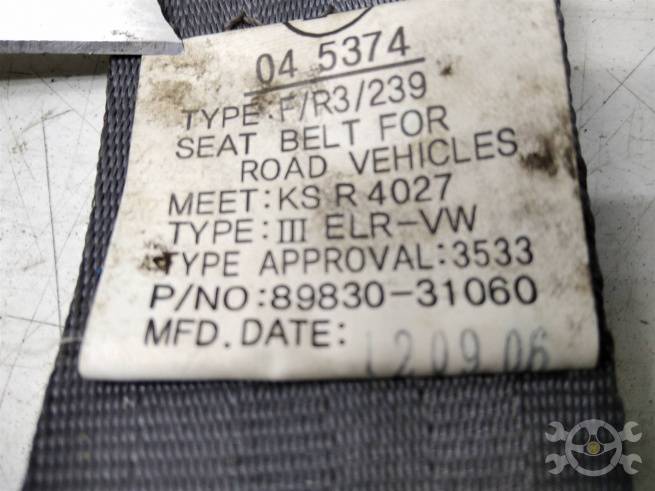 04 5374
TYPE:F/R3/239
SEAT BELT FOR
ROAD VEHICLES
MEET:KS R 4027
TYPE:III ELR-VW
TYPE APPROVAL:3533
P/NO:89830-31060
MFD.DATE: 120906